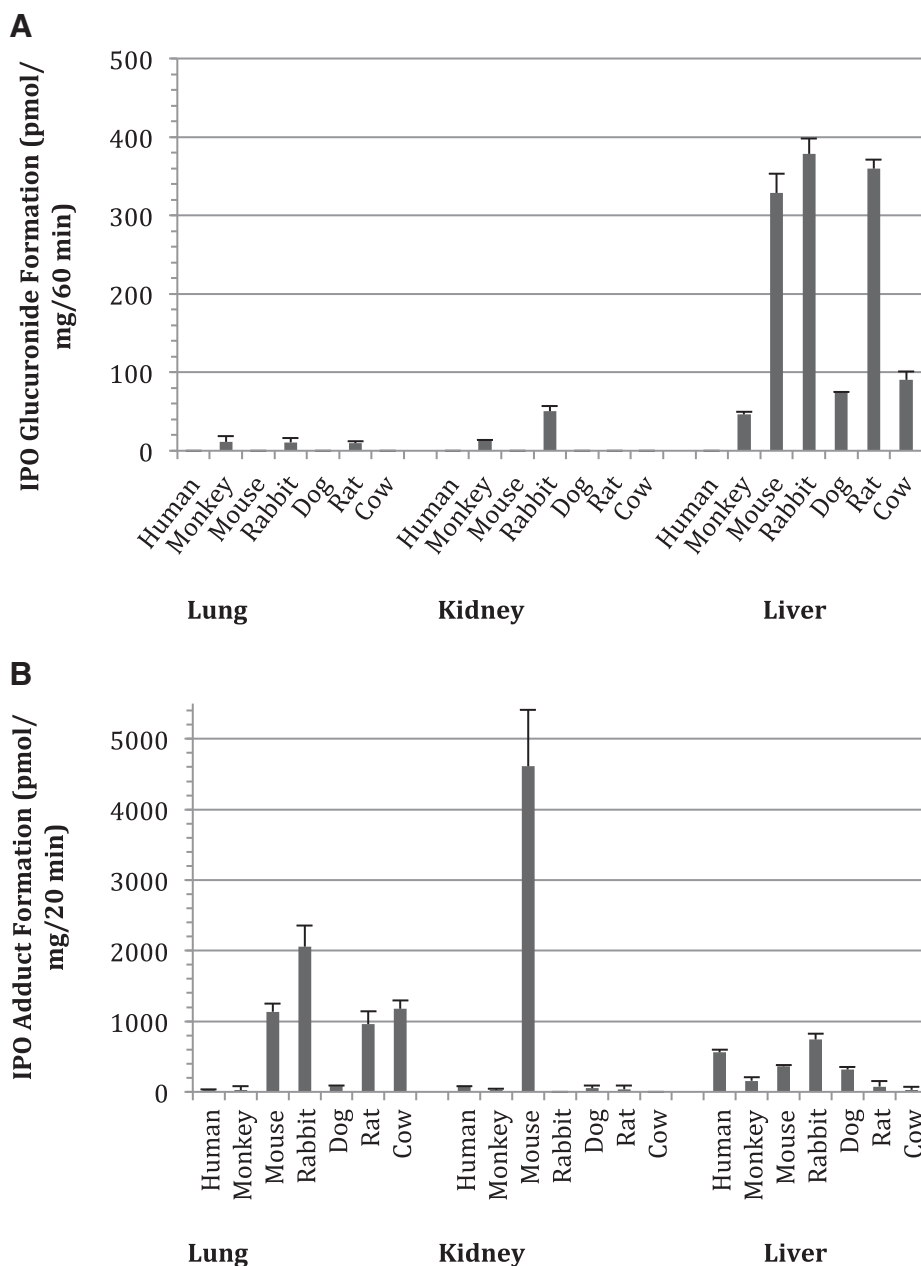 A
IPO Glucuronide Formation (pmol/
mg/60 min)
500
400
300
200
100
0
Human Monkey Mouse Rabbit Dog Rat Cow Human Monkey Mouse Rabbit Dog Rat Cow Human Monkey Mouse Rabbit Dog Rat Cow
Lung Kidney Liver
B
IPO Adduct Formation (pmol/
mg/20 min)
5000
4000
3000
2000
1000
0
Human Monkey Mouse Rabbit Dog Rat Cow Human Monkey Mouse Rabbit Dog Rat Cow Human Monkey Mouse Rabbit Dog Rat Cow
Lung Kidney Liver